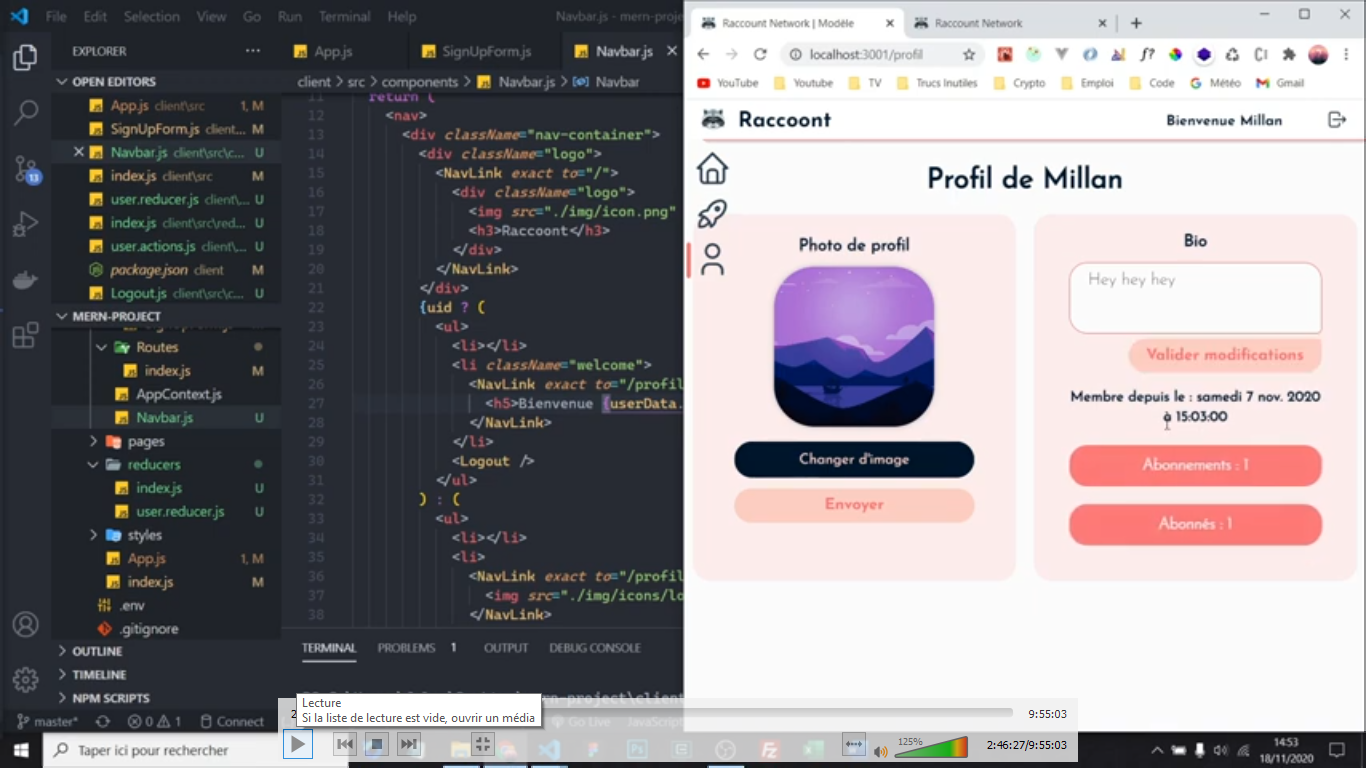 File Edit Selection View Go Run Terminal Help
Navbar.js - mern-proje
EXPLORER
OPEN EDITORS
App.js client\src 1, M
SignUpForm.js client... M
Navbar.js client\src\c... U
index.js client\src M
user.reducer.js client\... U
index.js client\src\red... U
user.actions.js client\... U
package.json client M
Logout.js client\src\c... U
MERN-PROJECT
Routes
index.js M
AppContext.js
Navbar.js U
pages
reducers
index.js U
user.reducer.js U
styles
App.js 1, M
index.js M
.env
.gitignore
OUTLINE
TIMELINE
NPM SCRIPTS
13
master* 0 1 Connect
App.js SignUpForm.js Navbar.js
client > src > components > Navbar.js > Navbar
11 return (
12 <nav>
13 <div className="nav-container">
14 <div className="logo">
15 <NavLink exact to="/">
16 <div className="logo">
17 <img src="./img/icon.png"
18 <h3>Raccoont</h3>
19 </div>
20 </NavLink>
21 </div>
22 {uid ? (
23 <ul>
24 <li></li>
25 <li className="welcome">
26 <NavLink exact to="/profil
27 <h5>Bienvenue {userData.
28 </NavLink>
29 </li>
30 <Logout />
31 </ul>
32 ) : (
33 <ul>
34 <li></li>
35 <li>
36 <NavLink exact to="/profil
37 <img src="./img/icons/lo
38 </NavLink>
TERMINAL PROBLEMS 1 OUTPUT DEBUG CONSOLE
rn-project\client
Go Live JavaScript
Raccount Network | Modèle
Raccount Network
localhost:3001/profil
YouTube Youtube TV Trucs Inutiles Crypto Emploi Code Météo Gmail
Raccoont
Bienvenue Millan
Profil de Millan
Photo de profil
Changer d'image
Envoyer
Bio
Hey hey hey
Valider modifications
Membre depuis le : samedi 7 nov. 2020
à 15:03:00
Abonnements : 1
Abonnés : 1
Lecture
Si la liste de lecture est vide, ouvrir un média
9:55:03
125%
2:46:27/9:55:03
Taper ici pour rechercher
14:53
18/11/2020